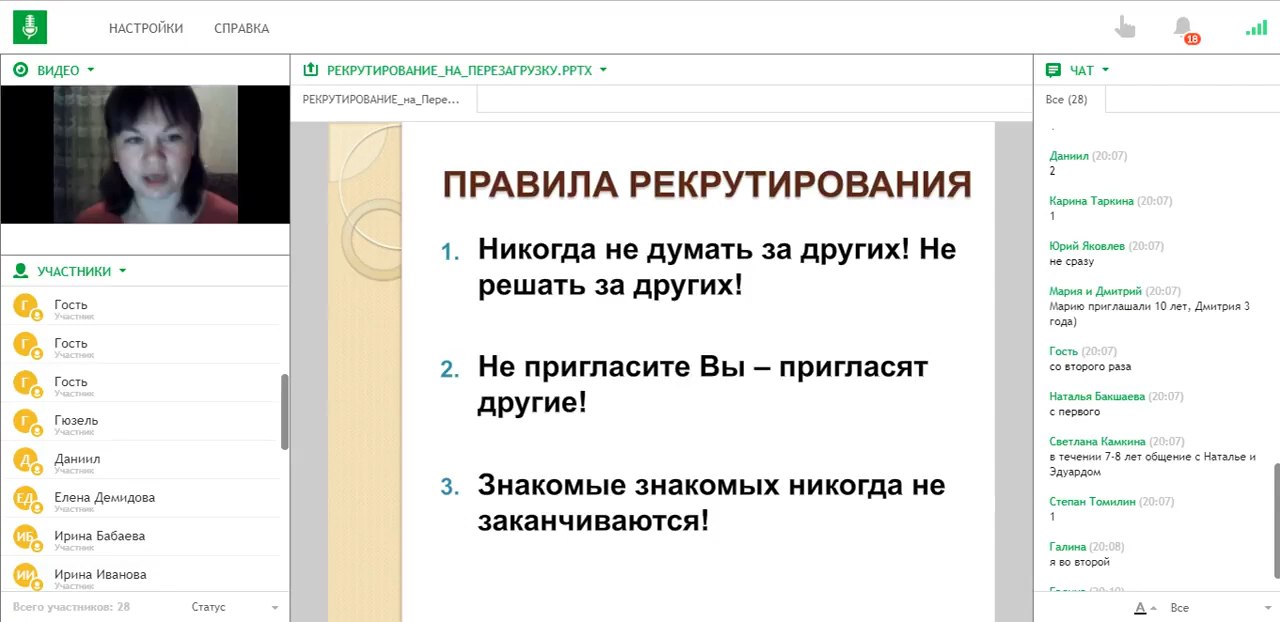 НАСТРОЙКИ СПРАВКА
18
ВИДЕО
УЧАСТНИКИ
Г Гость
Участник
Г Гость
Участник
Г Гость
Участник
Г Гюзель
Участник
Д Даниил
Участник
ЕД Елена Демидова
Участник
ИБ Ирина Бабаева
Участник
ИИ Ирина Иванова
Участник
Всего участников: 28 Статус
РЕКРУТИРОВАНИЕ_НА_ПЕРЕЗАГРУЗКУ.PPTX
РЕКРУТИРОВАНИЕ_на_Пере...
ПРАВИЛА РЕКРУТИРОВАНИЯ
1. Никогда не думать за других! Не
решать за других!
2. Не пригласите Вы – пригласят
другие!
3. Знакомые знакомых никогда не
заканчиваются!
ЧАТ
Все (28)
Даниил (20:07)
2
Карина Таркина (20:07)
1
Юрий Яковлев (20:07)
не сразу
Мария и Дмитрий (20:07)
Марию приглашали 10 лет, Дмитрия 3
года)
Гость (20:07)
со второго раза
Наталья Бакшаева (20:07)
с первого
Светлана Камкина (20:07)
в течении 7-8 лет общение с Наталье и
Эдуардом
Степан Томилин (20:07)
1
Галина (20:08)
я во второй
A Все